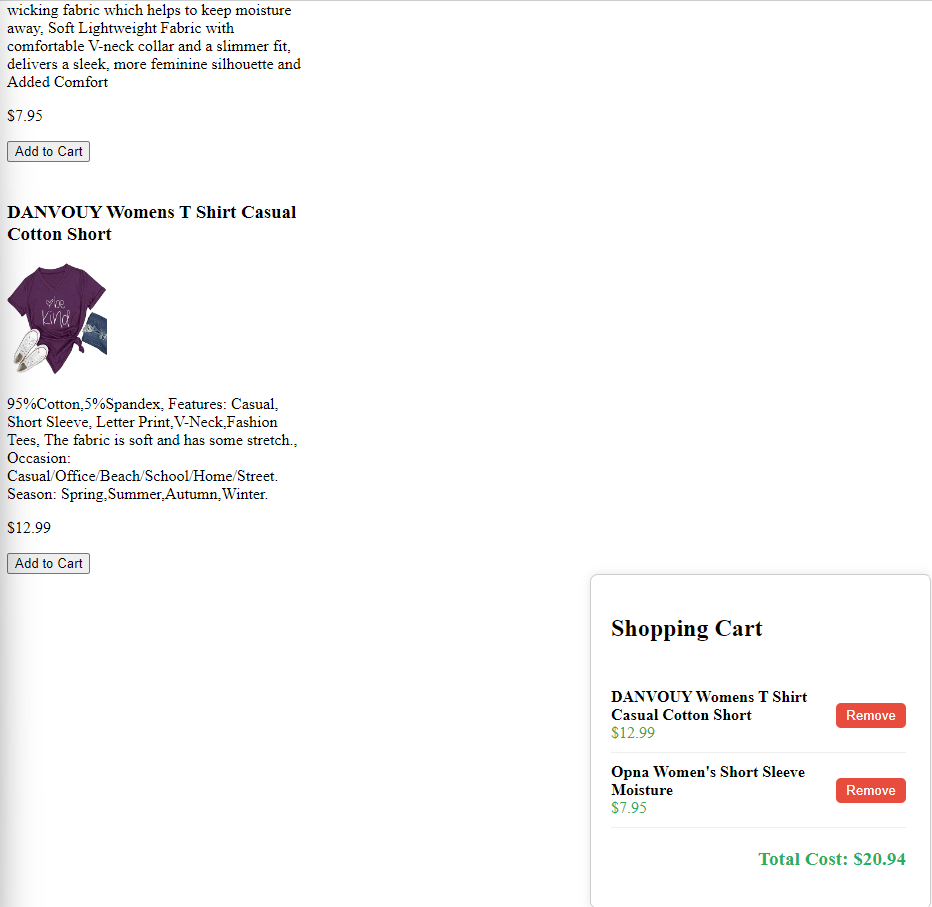 wicking fabric which helps to keep moisture
away, Soft Lightweight Fabric with
comfortable V-neck collar and a slimmer fit,
delivers a sleek, more feminine silhouette and
Added Comfort
$7.95
Add to Cart
DANVOUY Womens T Shirt Casual
Cotton Short
be
kind
95%Cotton,5%Spandex, Features: Casual,
Short Sleeve, Letter Print,V-Neck,Fashion
Tees, The fabric is soft and has some stretch.,
Occasion:
Casual/Office/Beach/School/Home/Street.
Season: Spring,Summer,Autumn,Winter.
$12.99
Add to Cart
Shopping Cart
DANVOUY Womens T Shirt
Casual Cotton Short
$12.99
Remove
Opna Women's Short Sleeve
Moisture
$7.95
Remove
Total Cost: $20.94